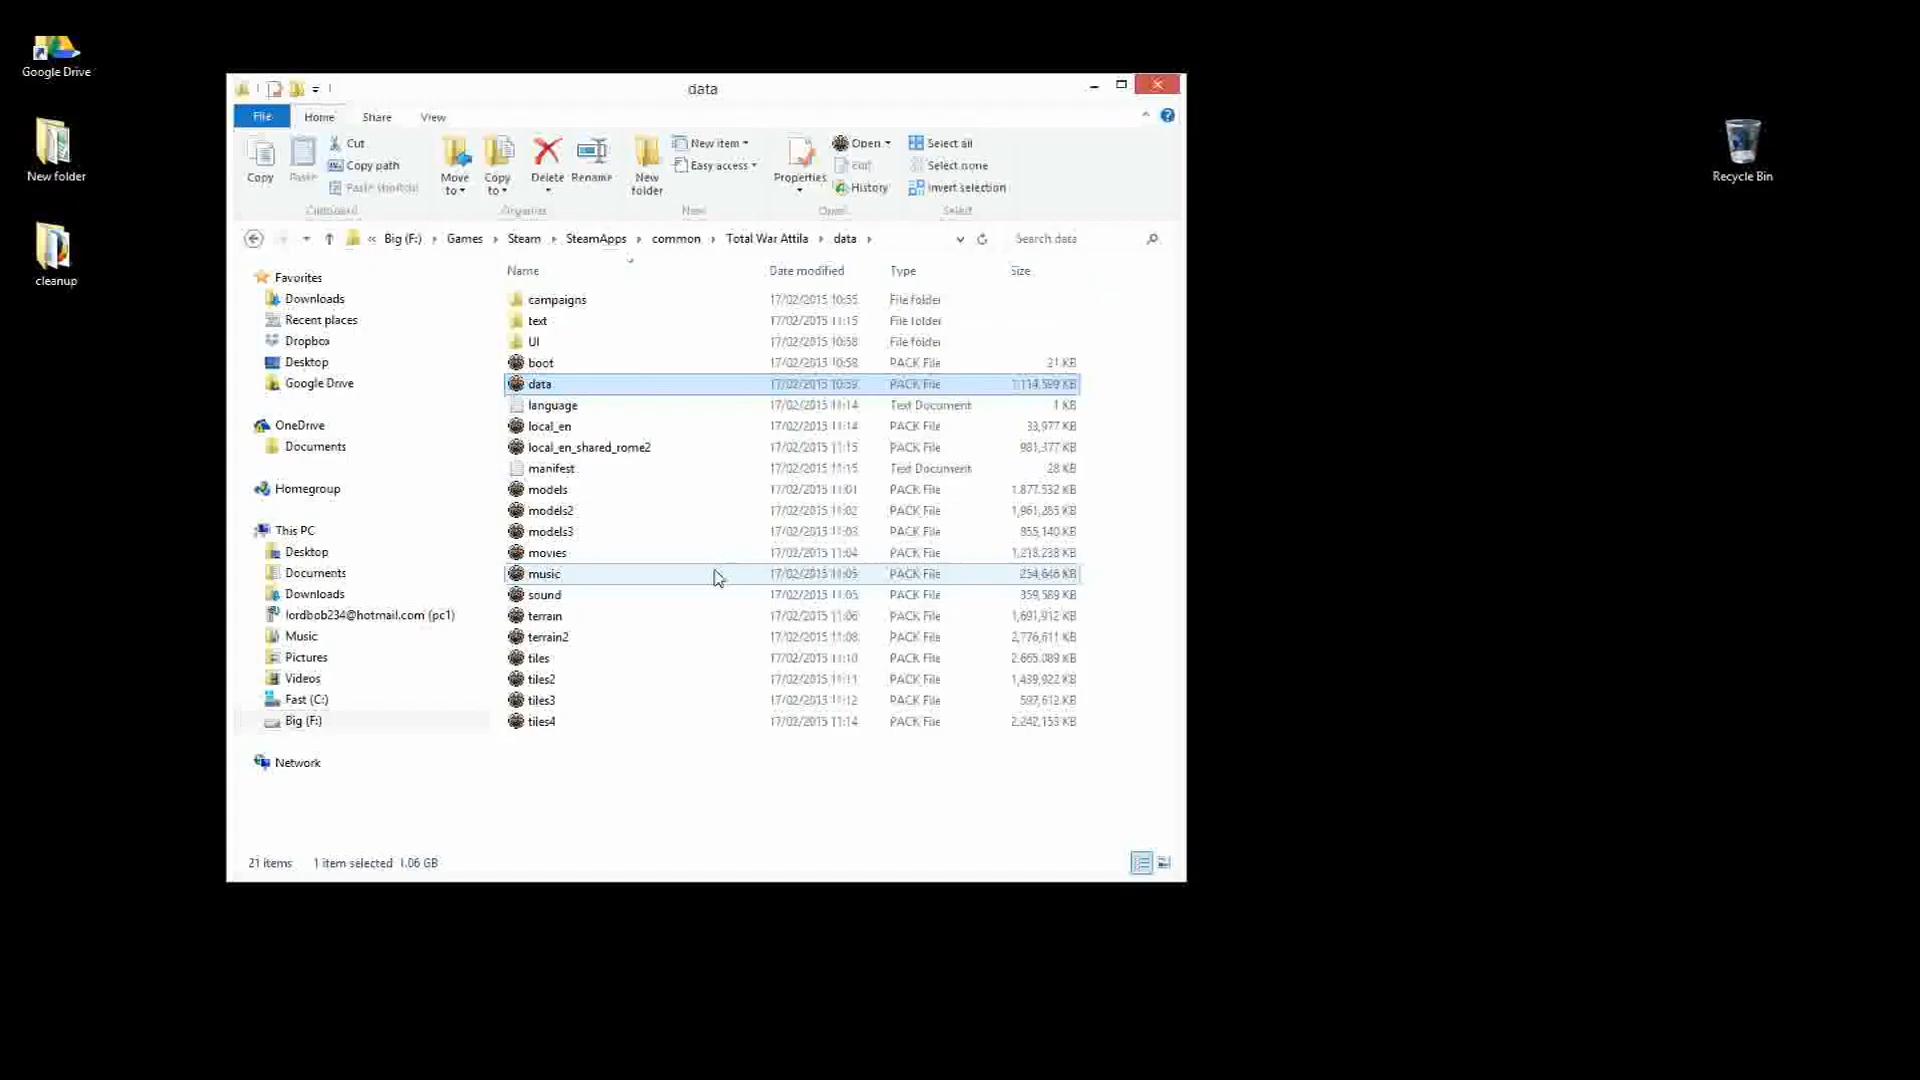 Google Drive
New folder
cleanup
Recycle Bin
data
File Home Share View
Copy
Cut
Copy path
Paste shortcut
Move to
Copy to
Delete
Rename
New folder
New item
Easy access
Properties
Open
Edit
History
Select all
Select none
Invert selection
Clipboard Organise New Open Select
« Big (F:) Games Steam SteamApps common Total War Attila data Search data
Name Date modified Type Size
Favorites
Downloads
Recent places
Dropbox
Desktop
Google Drive
OneDrive
Documents
Homegroup
This PC
Desktop
Documents
Downloads
lordbob234@hotmail.com (pc1)
Music
Pictures
Videos
Fast (C:)
Big (F:)
Network
campaigns 17/02/2015 10:55 File folder
text 17/02/2015 11:15 File folder
UI 17/02/2015 10:58 File folder
boot 17/02/2015 10:58 PACK File 21 KB
data 17/02/2015 10:59 PACK File 1,114,599 KB
language 17/02/2015 11:14 Text Document 1 KB
local_en 17/02/2015 11:14 PACK File 33,977 KB
local_en_shared_rome2 17/02/2015 11:15 PACK File 981,377 KB
manifest 17/02/2015 11:15 Text Document 28 KB
models 17/02/2015 11:01 PACK File 1,877,532 KB
models2 17/02/2015 11:02 PACK File 1,961,285 KB
models3 17/02/2015 11:03 PACK File 855,140 KB
movies 17/02/2015 11:04 PACK File 1,218,238 KB
music 17/02/2015 11:05 PACK File 254,646 KB
sound 17/02/2015 11:05 PACK File 359,589 KB
terrain 17/02/2015 11:06 PACK File 1,691,912 KB
terrain2 17/02/2015 11:08 PACK File 2,776,611 KB
tiles 17/02/2015 11:10 PACK File 2,665,089 KB
tiles2 17/02/2015 11:11 PACK File 1,439,922 KB
tiles3 17/02/2015 11:12 PACK File 597,612 KB
tiles4 17/02/2015 11:14 PACK File 2,242,153 KB
21 items 1 item selected 1.06 GB